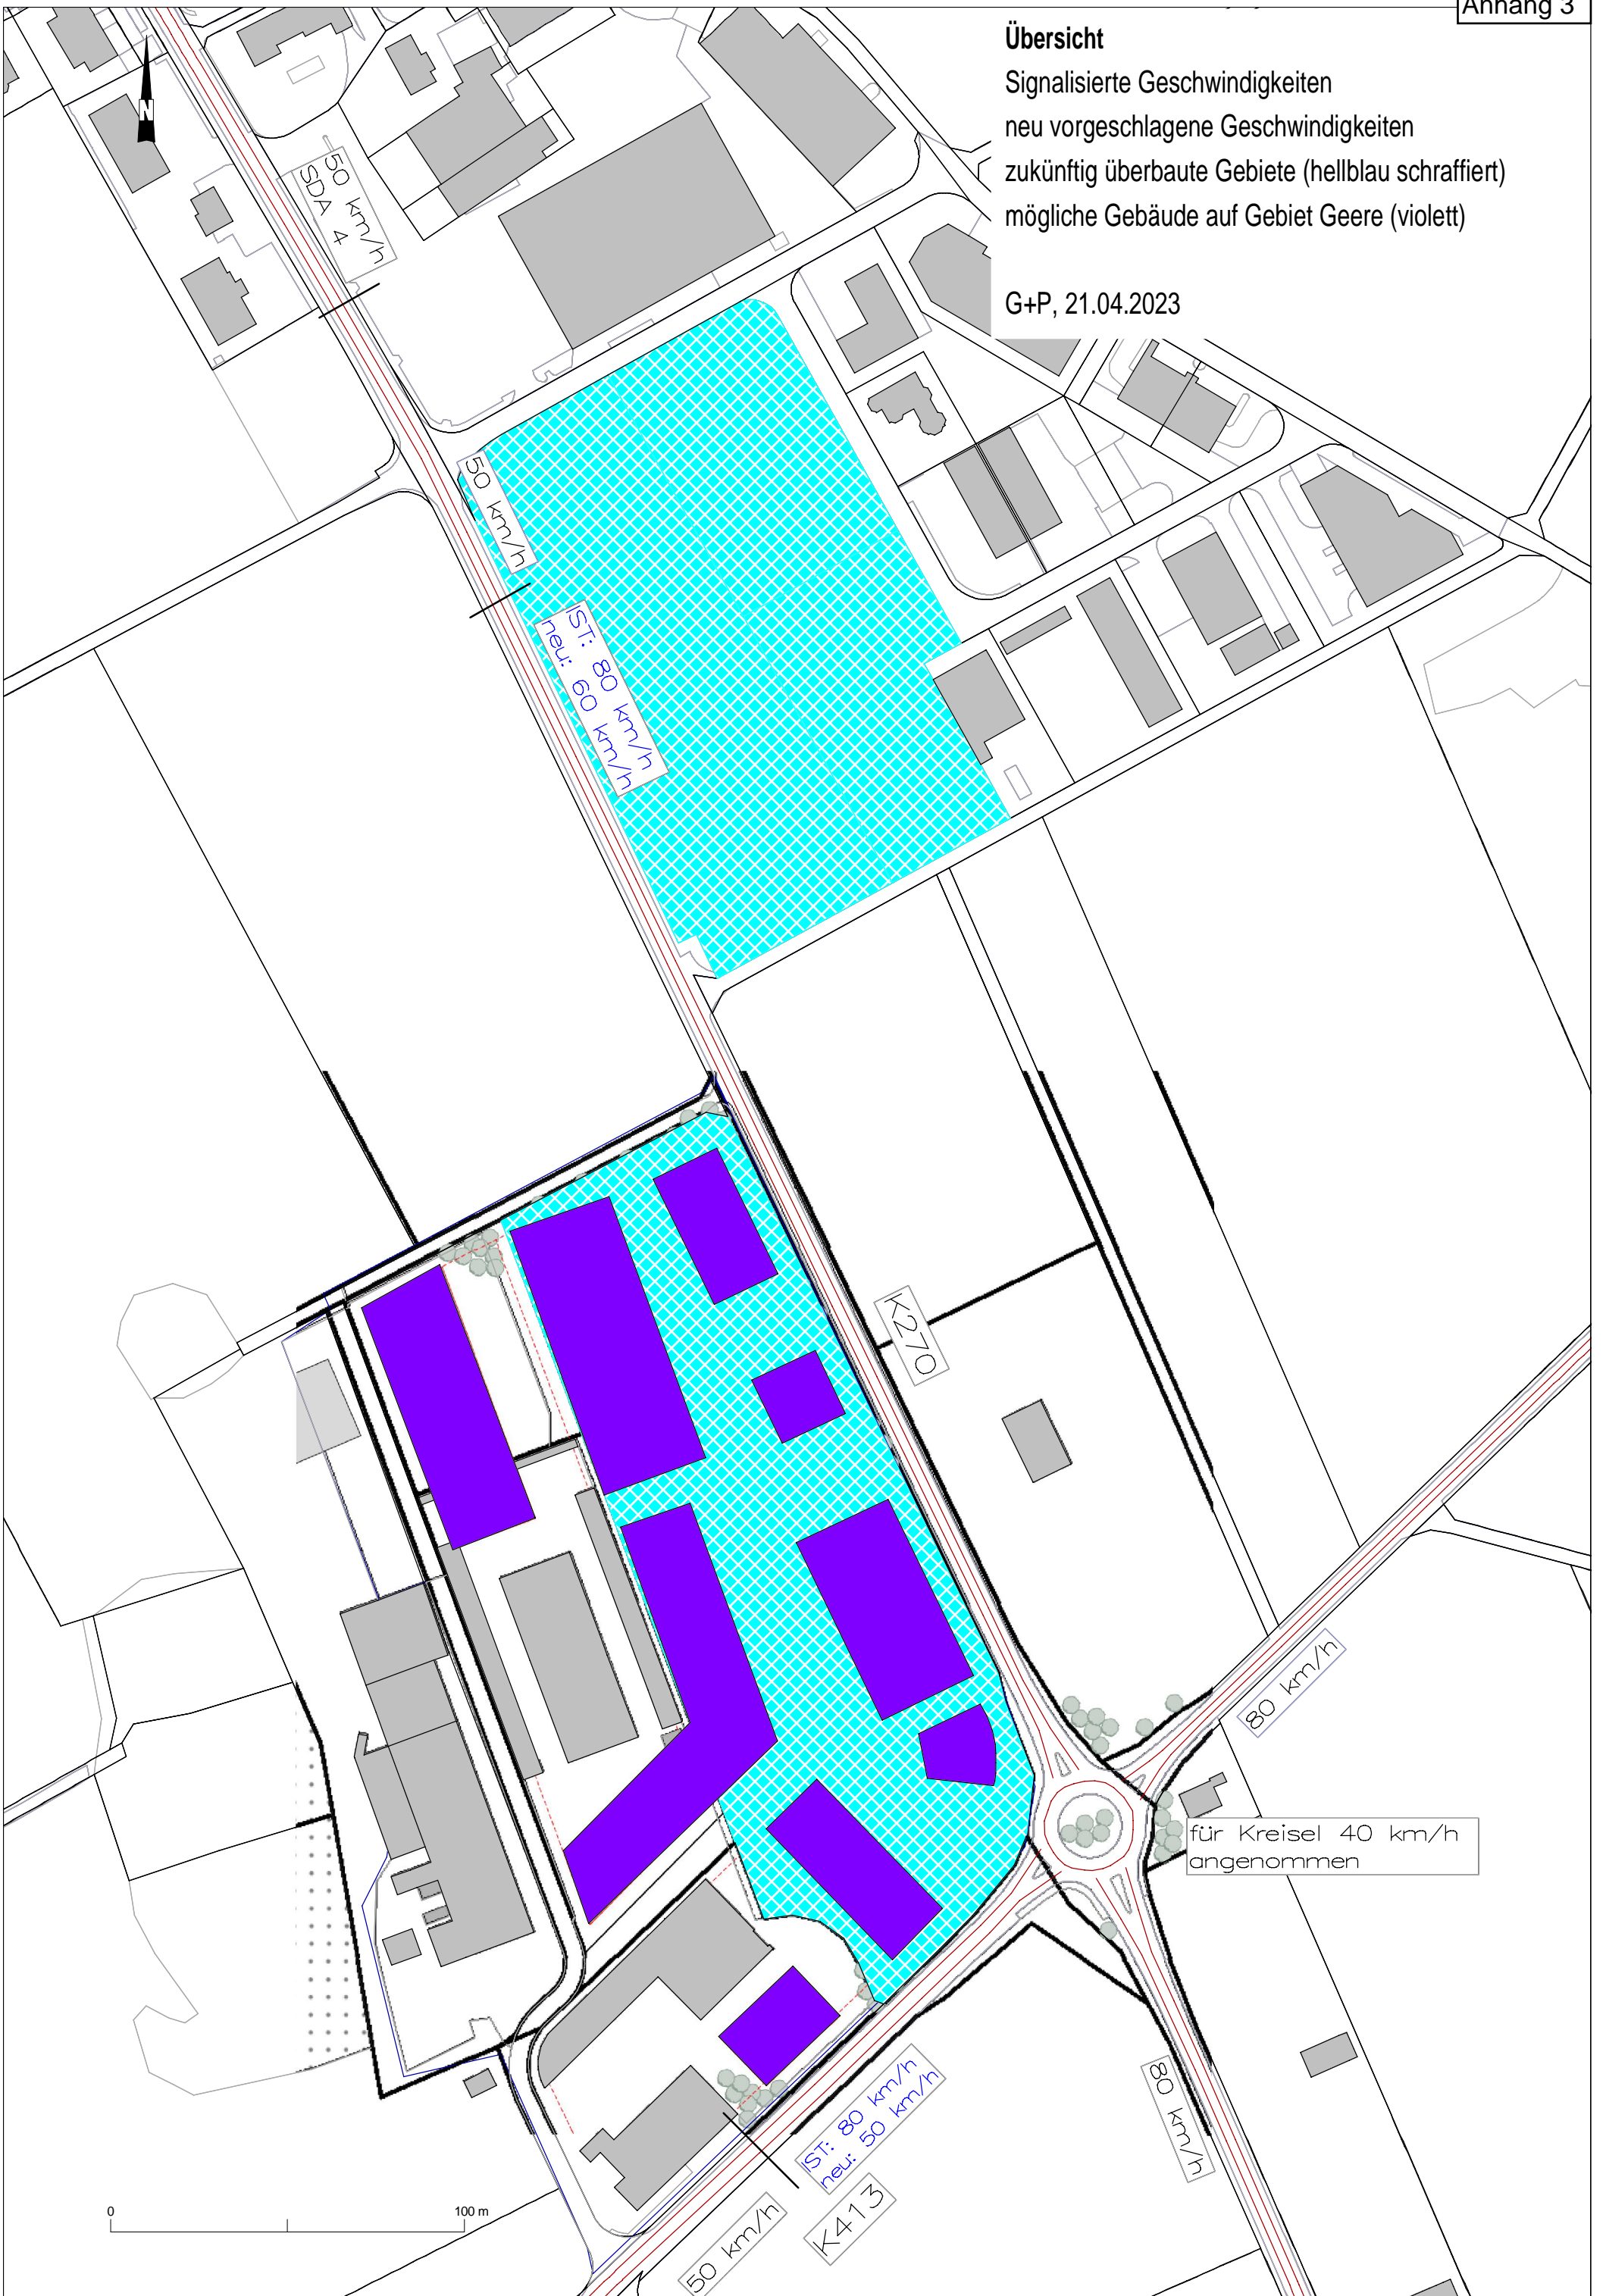 Anhang 3
Übersicht
Signalisierte Geschwindigkeiten
neu vorgeschlagene Geschwindigkeiten
zukünftig überbaute Gebiete (hellblau schraffiert)
mögliche Gebäude auf Gebiet Geere (violett)
G+P, 21.04.2023
N
50 km/h
SDA 4
50 km/h
IST: 80 km/h
neu: 60 km/h
K270
80 km/h
für Kreisel 40 km/h
angenommen
IST: 80 km/h
neu: 50 km/h
80 km/h
K413
50 km/h
0
100 m